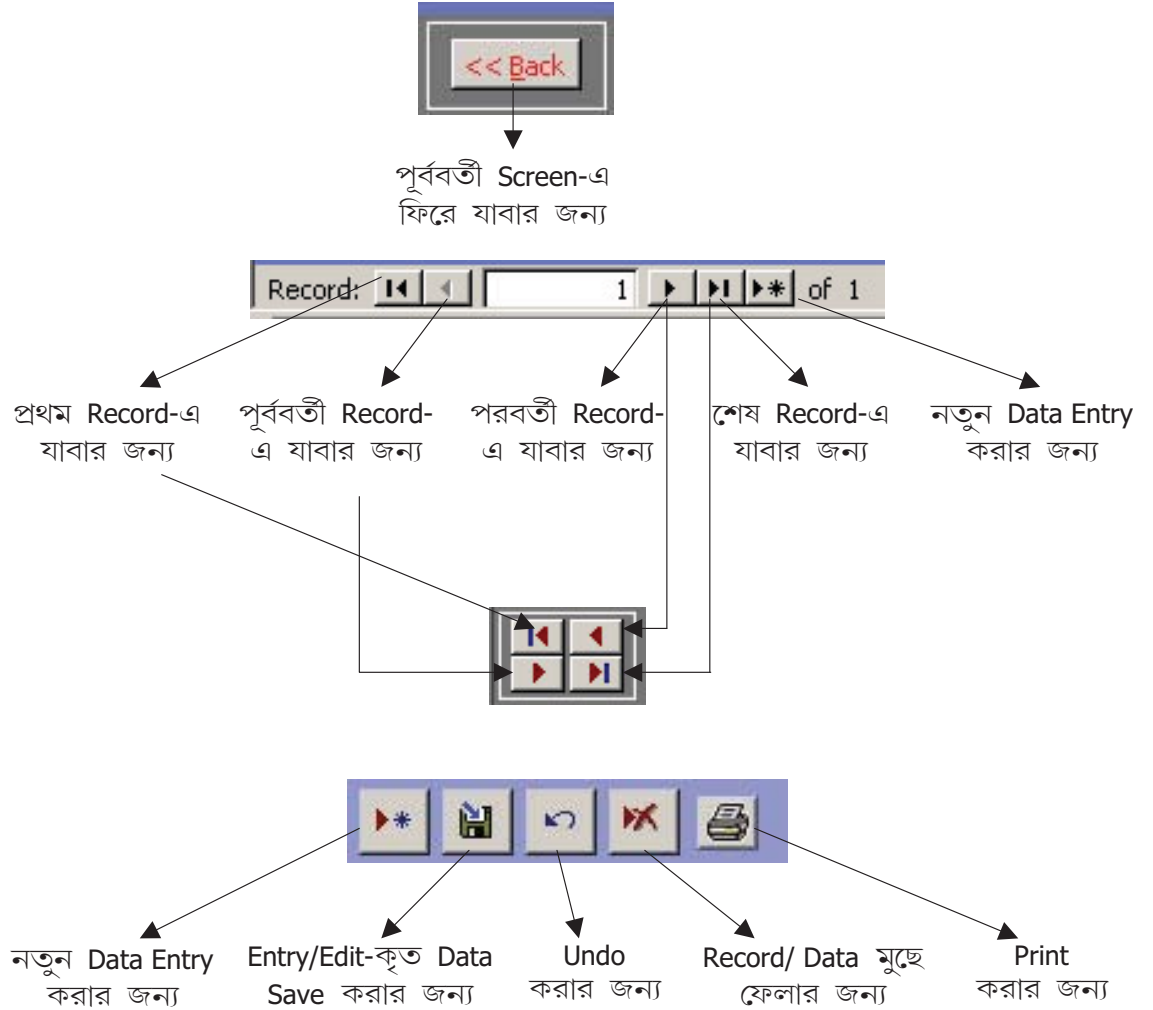 << Back
পূর্ববর্তী Screen-এ
ফিরে যাবার জন্য
Record: 1 of 1
প্রথম Record-এ
যাবার জন্য
পূর্ববর্তী Record-
এ যাবার জন্য
পরবর্তী Record-
এ যাবার জন্য
শেষ Record-এ
যাবার জন্য
নতুন Data Entry
করার জন্য
নতুন Data Entry
করার জন্য
Entry/Edit-কৃত Data
Save করার জন্য
Undo
করার জন্য
Record/ Data মুছে
ফেলার জন্য
Print
করার জন্য